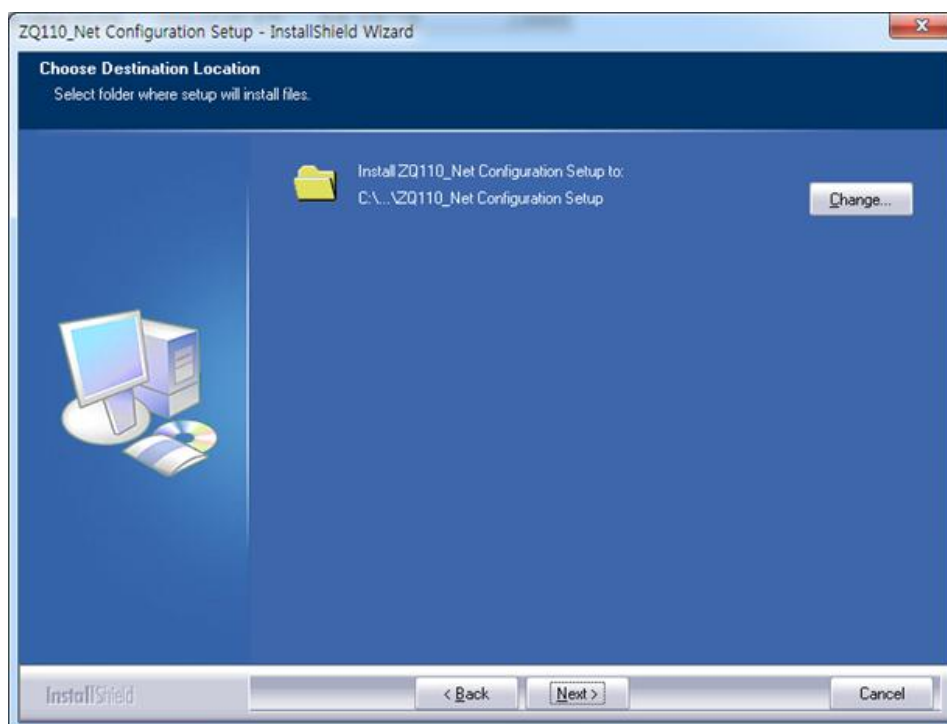 ZQ110_Net Configuration Setup - InstallShield Wizard
Choose Destination Location
Select folder where setup will install files.
Install ZQ110_Net Configuration Setup to:
C:\...\ZQ110_Net Configuration Setup
Change...
InstallShield
< Back
Next >
Cancel